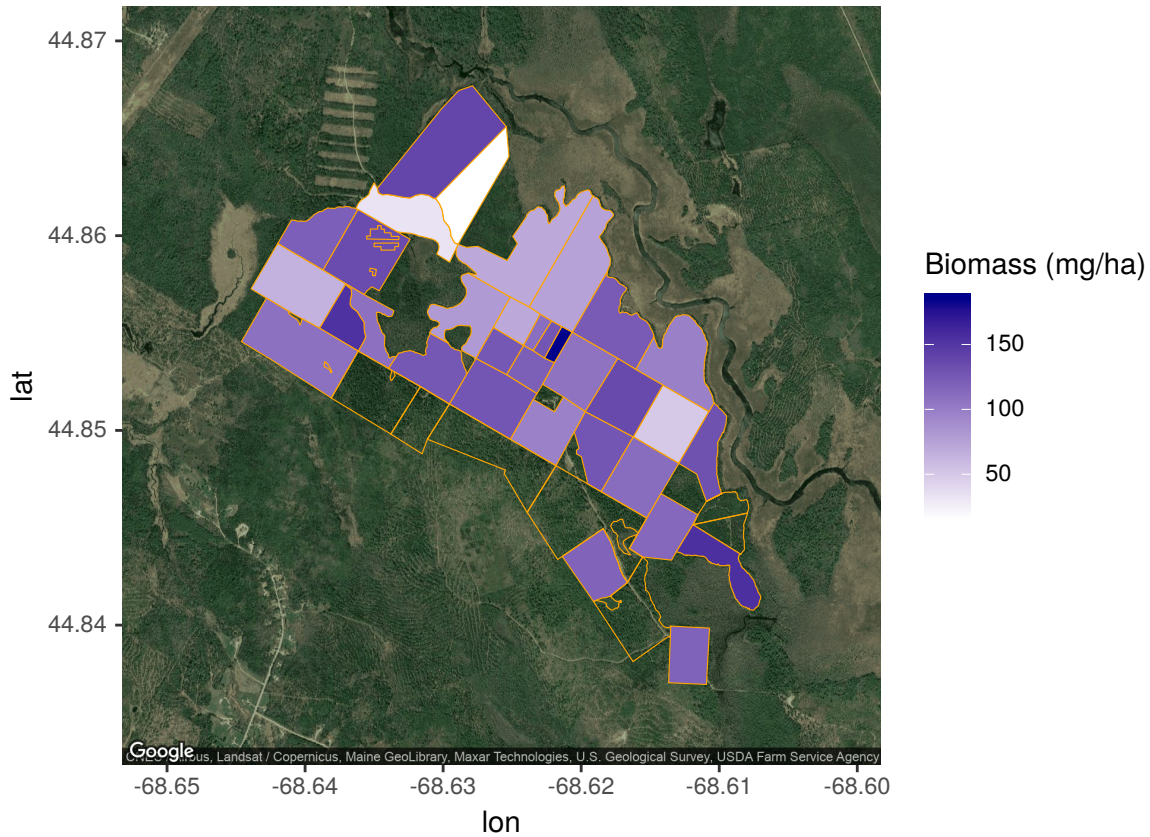 44.87
44.86
44.85
44.84
lat
Google
Landsat / Copernicus, Maine GeoLibrary, Maxar Technologies, U.S. Geological Survey, USDA Farm Service Agency
-68.65
-68.64
-68.63
-68.62
-68.61
-68.60
lon
Biomass (mg/ha)
150
100
50